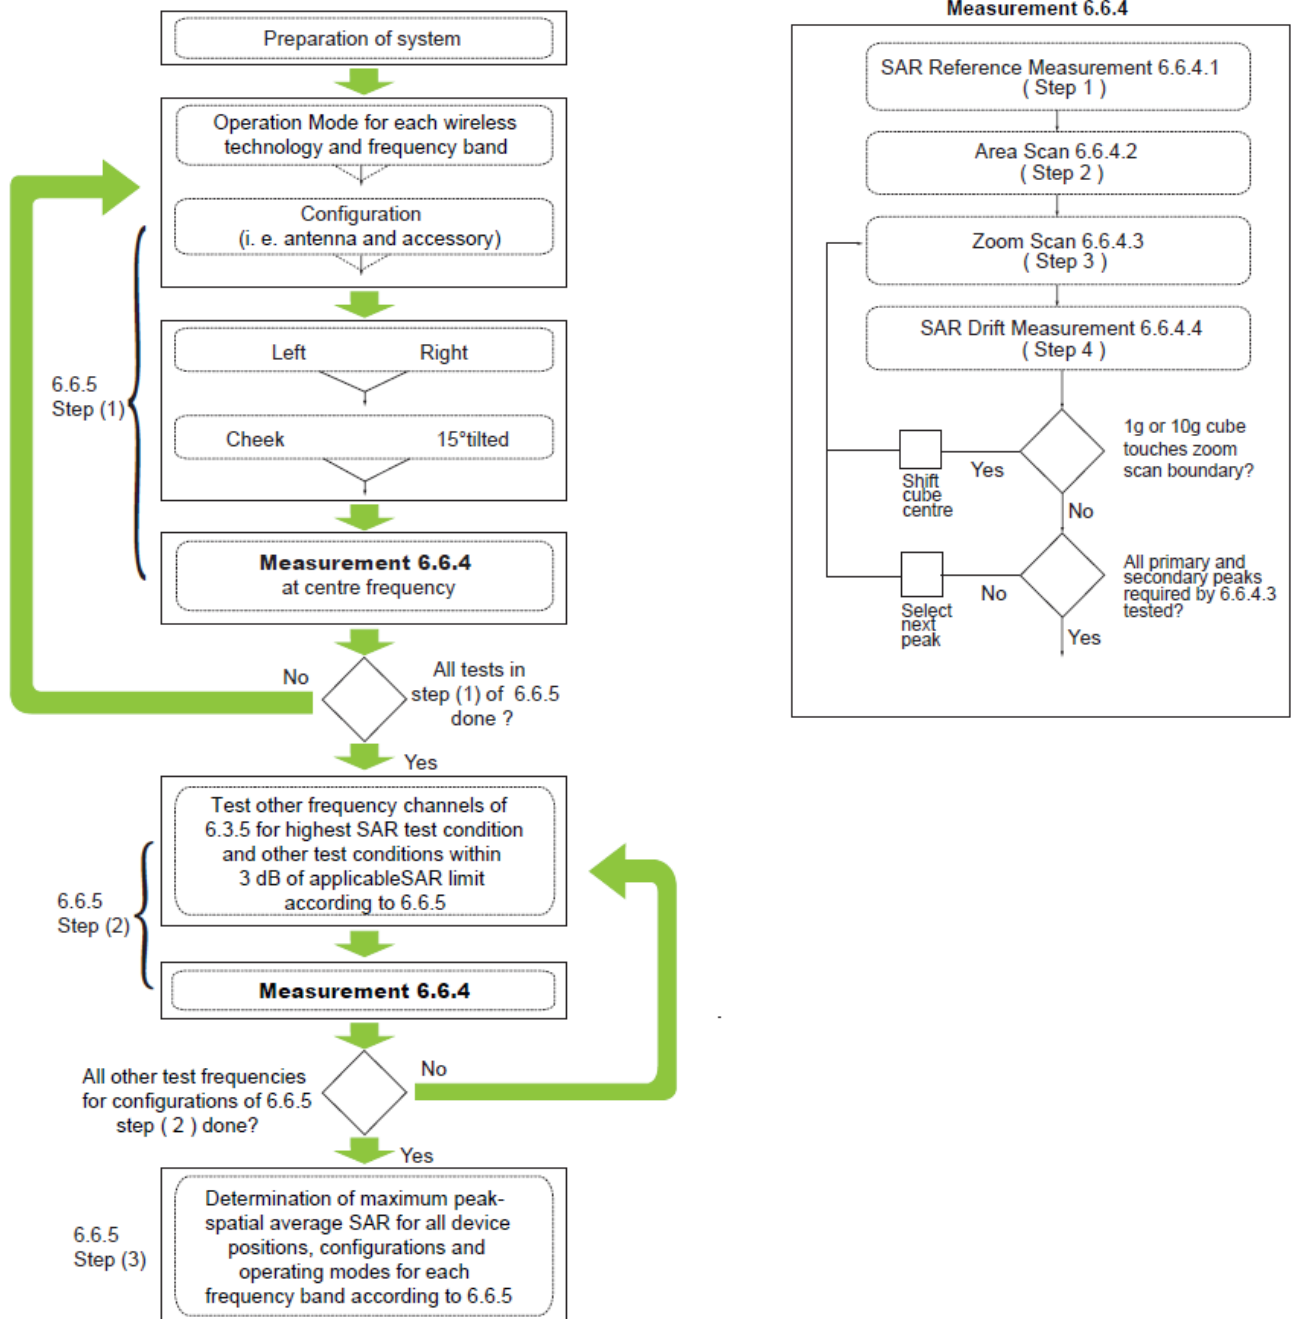 Preparation of system
Operation Mode for each wireless
technology and frequency band
Configuration
(i. e. antenna and accessory)
Left Right
Cheek 15°tilted
6.6.5
Step (1)
Measurement 6.6.4
at centre frequency
No
All tests in
step (1) of 6.6.5
done ?
Yes
Test other frequency channels of
6.3.5 for highest SAR test condition
and other test conditions within
3 dB of applicableSAR limit
according to 6.6.5
6.6.5
Step (2)
Measurement 6.6.4
All other test frequencies
for configurations of 6.6.5
step ( 2 ) done?
No
Yes
6.6.5
Step (3)
Determination of maximum peak-
spatial average SAR for all device
positions, configurations and
operating modes for each
frequency band according to 6.6.5
Measurement 6.6.4
SAR Reference Measurement 6.6.4.1
( Step 1 )
Area Scan 6.6.4.2
( Step 2 )
Zoom Scan 6.6.4.3
( Step 3 )
SAR Drift Measurement 6.6.4.4
( Step 4 )
1g or 10g cube
touches zoom
scan boundary?
Yes
Shift
cube
centre
No
All primary and
secondary peaks
required by 6.6.4.3
tested?
No
Select
next
peak
Yes